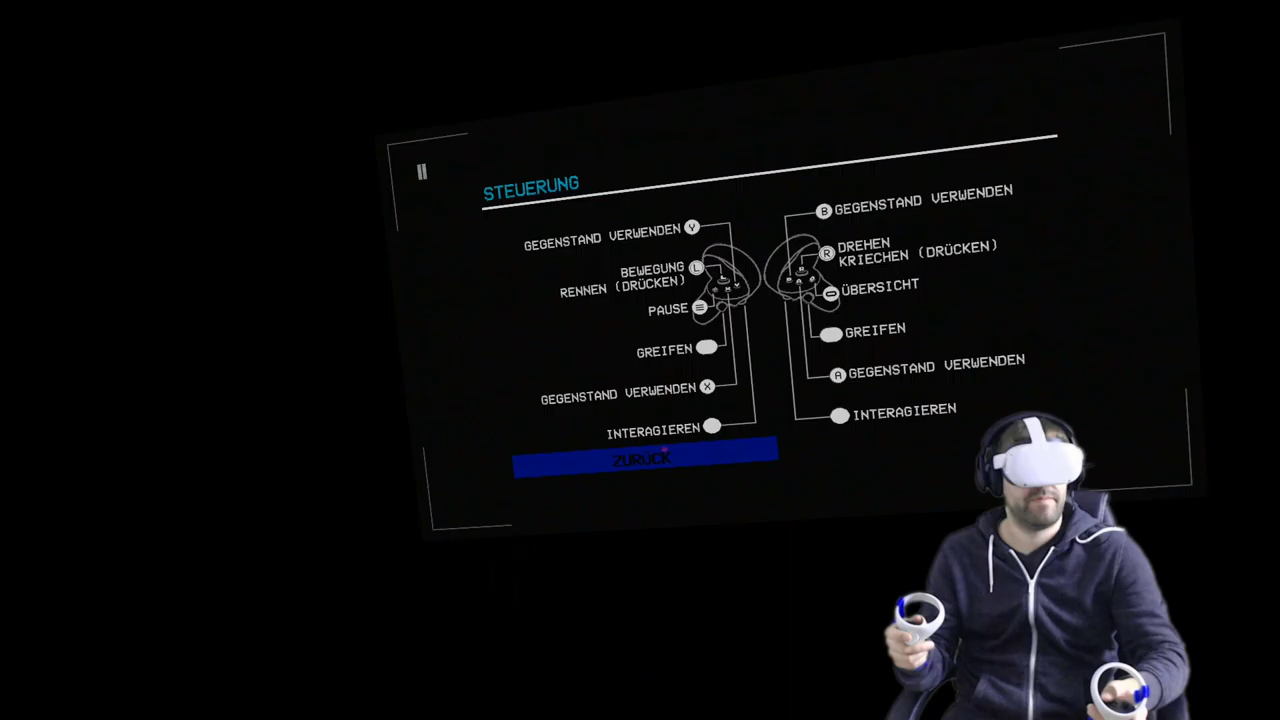 STEUERUNG
GEGENSTAND VERWENDEN Y
BEWEGUNG L
RENNEN (DRÜCKEN)
PAUSE
GREIFEN
GEGENSTAND VERWENDEN X
INTERAGIEREN
ZURÜCK
B GEGENSTAND VERWENDEN
R DREHEN
KRIECHEN (DRÜCKEN)
ÜBERSICHT
GREIFEN
A GEGENSTAND VERWENDEN
INTERAGIEREN